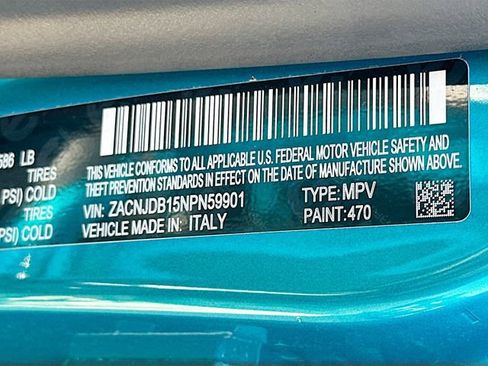 586 LB
TIRES
PSI) COLD
TIRES
PSI) COLD
THIS VEHICLE CONFORMS TO ALL APPLICABLE U.S. FEDERAL MOTOR VEHICLE SAFETY AND
THEFT PREVENTION STANDARDS IN EFFECT ON THE DATE OF MANUFACTURE SHOWN ABOVE.
VIN: ZACNJDB15NPN59901
TYPE: MPV
VEHICLE MADE IN: ITALY
PAINT: 470